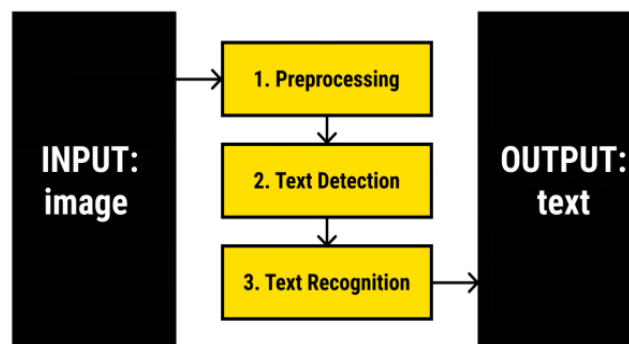 INPUT:
image
1. Preprocessing
2. Text Detection
3. Text Recognition
OUTPUT:
text